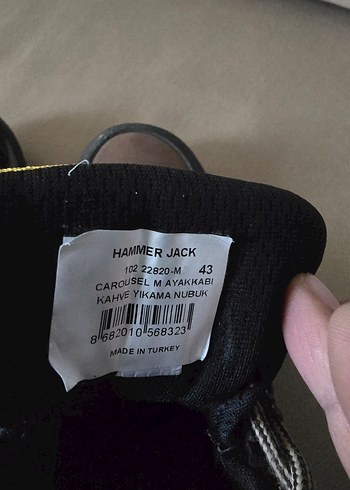 HAMMER JACK
102 22820-M 43
CAROUSEL M AYAKKABI
KAHVE YIKAMA NUBUK
8 682010 568323
MADE IN TURKEY